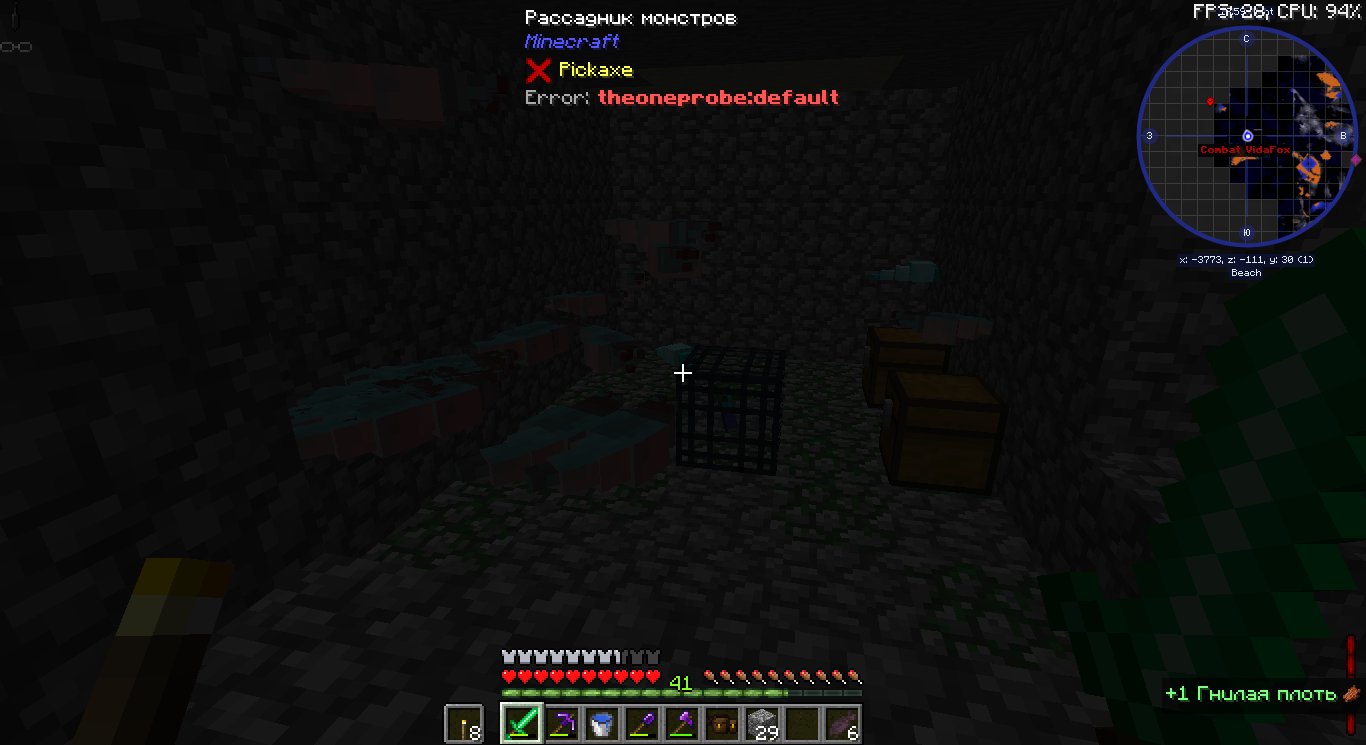 Рассадник монстров
Minecraft
Pickaxe
Error: theoneprobe:default
FPS: 28, CPU: 94%
С
З
В
Combat VidaFox
Ю
x: -3773, z: -111, y: 30 (1)
Beach
41
+1 Гнилая плоть
8
29
6